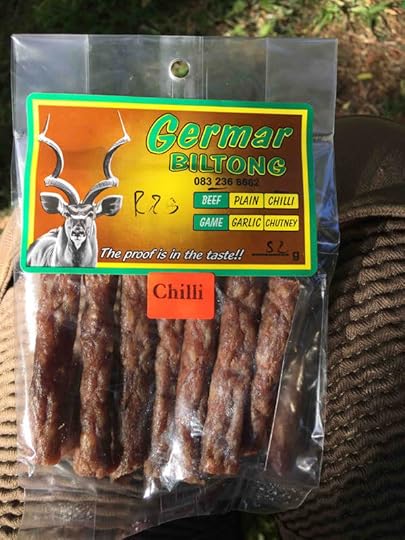 Germar
BILTONG
083 236 8662
R23
BEEF PLAIN CHILLI
GAME GARLIC CHUTNEY
The proof is in the taste!! 52 g
Chilli